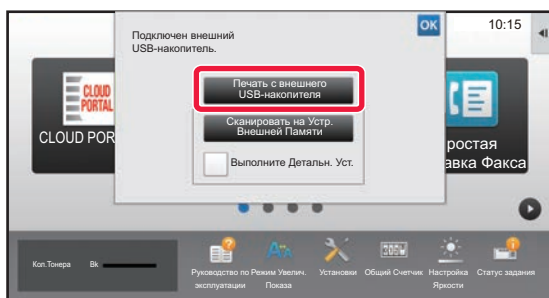 Подключен внешний
USB-накопитель.
OK
10:15
Печать с внешнего
USB-накопителя
Сканировать на Устр.
Внешней Памяти
Выполните Детальн. Уст.
CLOUD
PORTAL
CLOUD POR
ростая
авка Факса
Кол.Тонера
Bk
Руководство по
эксплуатации
Режим Увелич.
Показа
Установки
Общий Счетчик
Настройка
Яркости
Статус задания